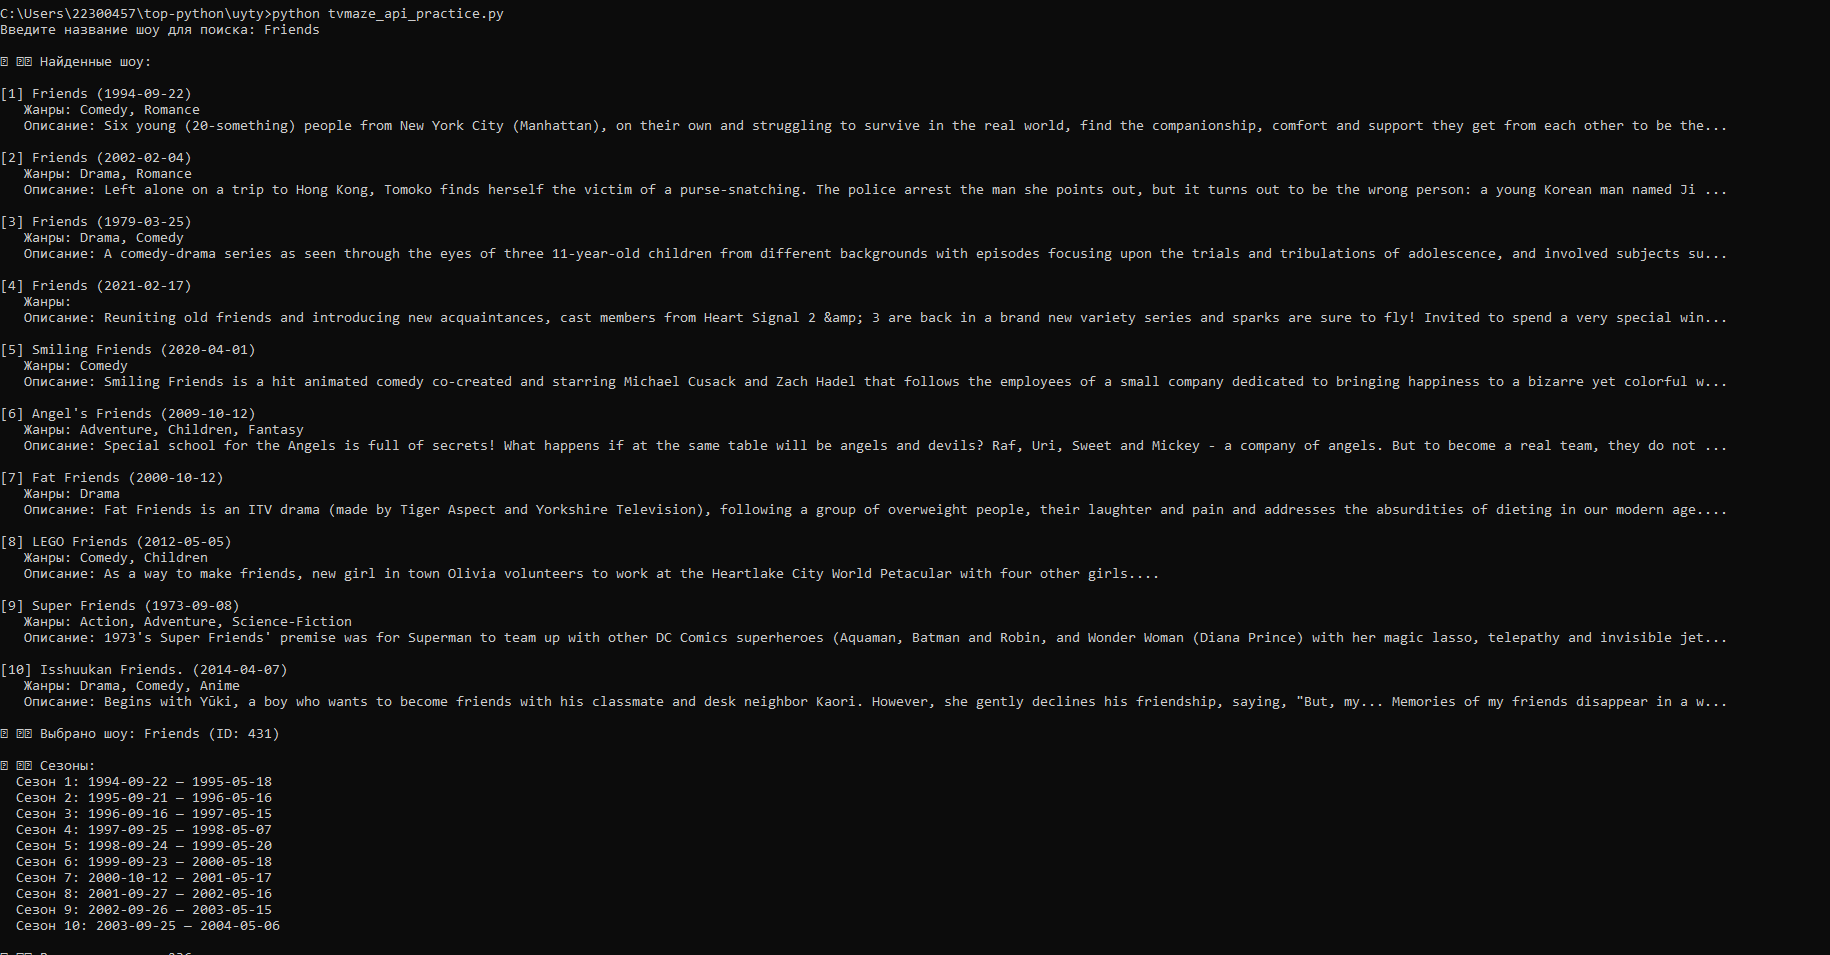 C:\Users\22300457\top-python\uyty>python tvmaze_api_practice.py
Введите название шоу для поиска: Friends
Найденные шоу:
[1] Friends (1994-09-22)
Жанры: Comedy, Romance
Описание: Six young (20-something) people from New York City (Manhattan), on their own and struggling to survive in the real world, find the companionship, comfort and support they get from each other to be the...
[2] Friends (2002-02-04)
Жанры: Drama, Romance
Описание: Left alone on a trip to Hong Kong, Tomoko finds herself the victim of a purse-snatching. The police arrest the man she points out, but it turns out to be the wrong person: a young Korean man named Ji ...
[3] Friends (1979-03-25)
Жанры: Drama, Comedy
Описание: A comedy-drama series as seen through the eyes of three 11-year-old children from different backgrounds with episodes focusing upon the trials and tribulations of adolescence, and involved subjects su...
[4] Friends (2021-02-17)
Жанры:
Описание: Reuniting old friends and introducing new acquaintances, cast members from Heart Signal 2 &amp; 3 are back in a brand new variety series and sparks are sure to fly! Invited to spend a very special win...
[5] Smiling Friends (2020-04-01)
Жанры: Comedy
Описание: Smiling Friends is a hit animated comedy co-created and starring Michael Cusack and Zach Hadel that follows the employees of a small company dedicated to bringing happiness to a bizarre yet colorful w...
[6] Angel's Friends (2009-10-12)
Жанры: Adventure, Children, Fantasy
Описание: Special school for the Angels is full of secrets! What happens if at the same table will be angels and devils? Raf, Uri, Sweet and Mickey - a company of angels. But to become a real team, they do not ...
[7] Fat Friends (2000-10-12)
Жанры: Drama
Описание: Fat Friends is an ITV drama (made by Tiger Aspect and Yorkshire Television), following a group of overweight people, their laughter and pain and addresses the absurdities of dieting in our modern age....
[8] LEGO Friends (2012-05-05)
Жанры: Comedy, Children
Описание: As a way to make friends, new girl in town Olivia volunteers to work at the Heartlake City World Petacular with four other girls....
[9] Super Friends (1973-09-08)
Жанры: Action, Adventure, Science-Fiction
Описание: 1973's Super Friends' premise was for Superman to team up with other DC Comics superheroes (Aquaman, Batman and Robin, and Wonder Woman (Diana Prince) with her magic lasso, telepathy and invisible jet...
[10] Isshuukan Friends. (2014-04-07)
Жанры: Drama, Comedy, Anime
Описание: Begins with Yūki, a boy who wants to become friends with his classmate and desk neighbor Kaori. However, she gently declines his friendship, saying, "But, my... Memories of my friends disappear in a w...
Выбрано шоу: Friends (ID: 431)
Сезоны:
Сезон 1: 1994-09-22 — 1995-05-18
Сезон 2: 1995-09-21 — 1996-05-16
Сезон 3: 1996-09-16 — 1997-05-15
Сезон 4: 1997-09-25 — 1998-05-07
Сезон 5: 1998-09-24 — 1999-05-20
Сезон 6: 1999-09-23 — 2000-05-18
Сезон 7: 2000-10-12 — 2001-05-17
Сезон 8: 2001-09-27 — 2002-05-16
Сезон 9: 2002-09-26 — 2003-05-15
Сезон 10: 2003-09-25 — 2004-05-06